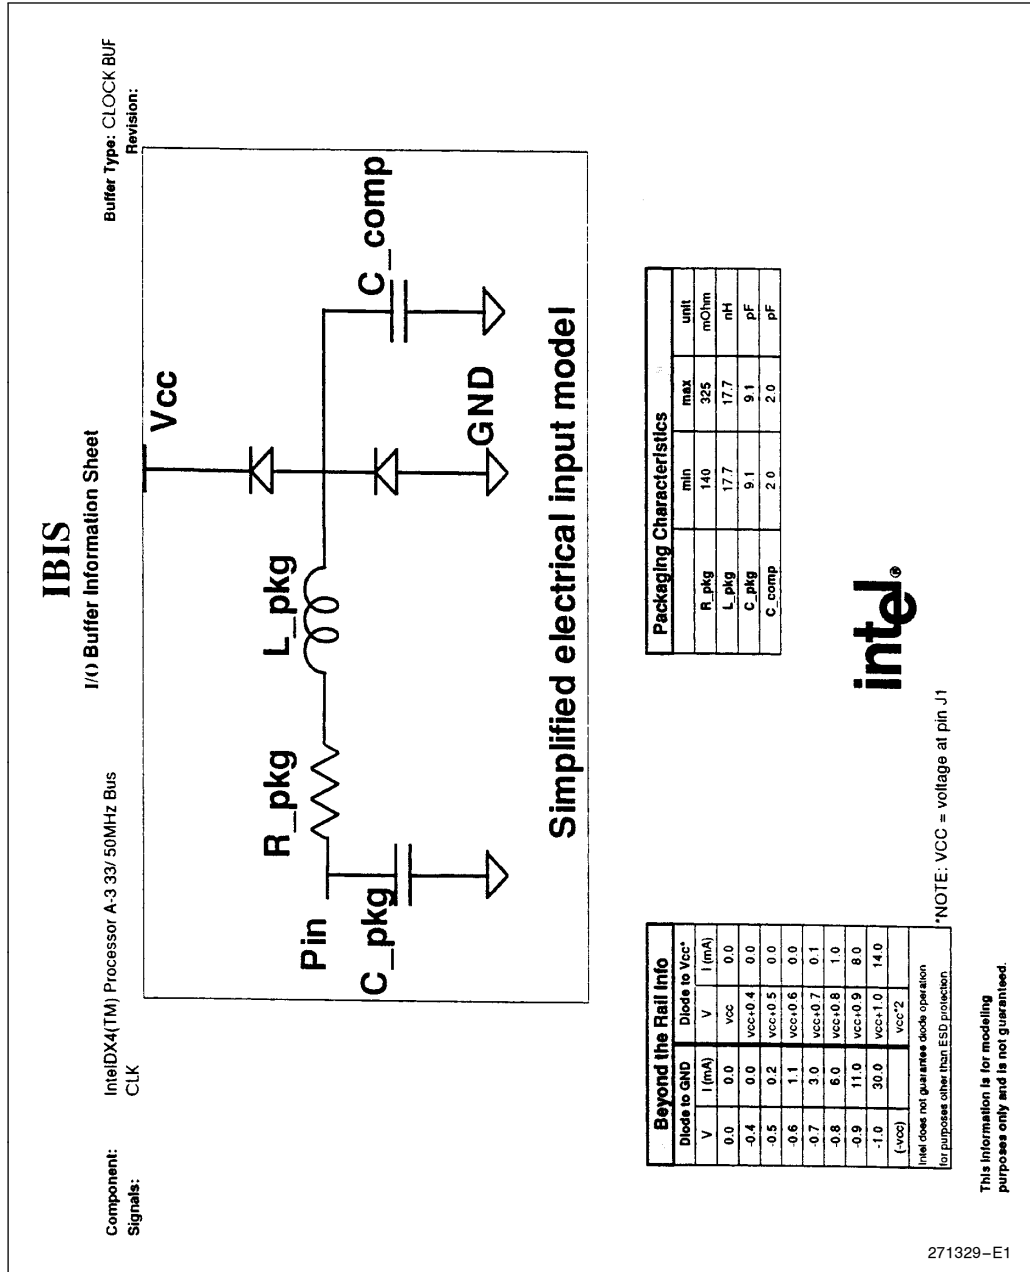 IBIS
I/O Buffer Information Sheet
Component: IntelDX4(TM) Processor A-3 33/50MHz Bus
Signals: CLK
Buffer Type: CLOCK BUF
Revision:
Vcc
Pin
R_pkg
L_pkg
C_pkg
C_comp
GND
Simplified electrical input model
Beyond the Rail Info
Diode to GND Diode to Vcc*
V I (mA) V I (mA)
0.0 0.0 vcc 0.0
-0.4 0.0 vcc+0.4 0.0
-0.5 0.2 vcc+0.5 0.0
-0.6 1.1 vcc+0.6 0.0
-0.7 3.0 vcc+0.7 0.1
-0.8 6.0 vcc+0.8 1.0
-0.9 11.0 vcc+0.9 8.0
-1.0 30.0 vcc+1.0 14.0
(-vcc) vcc*2
Intel does not guarantee diode operation
for purposes other than ESD protection
*NOTE: VCC = voltage at pin J1
Packaging Characteristics
min max unit
R_pkg 140 325 mOhm
L_pkg 17.7 17.7 nH
C_pkg 9.1 9.1 pF
C_comp 2.0 2.0 pF
intel®
This information is for modeling
purposes only and is not guaranteed.
271329–E1